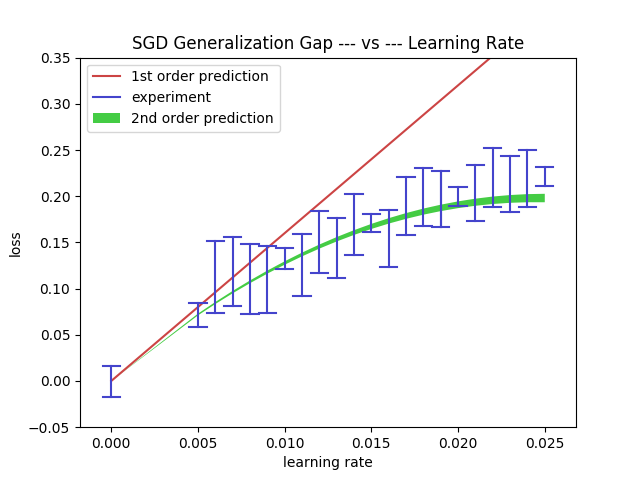 SGD Generalization Gap --- vs --- Learning Rate
0.35
0.30
0.25
0.20
0.15
0.10
0.05
0.00
−0.05
loss
1st order prediction
experiment
2nd order prediction
0.000 0.005 0.010 0.015 0.020 0.025
learning rate